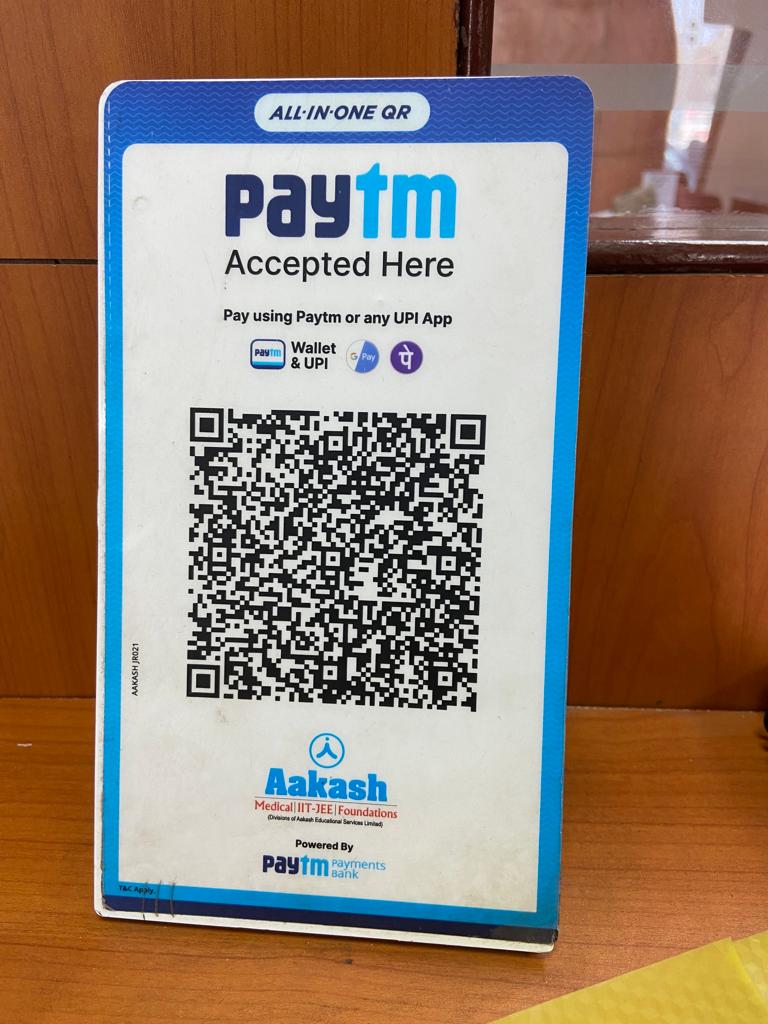 ALL-IN-ONE QR
paytm
Accepted Here
Pay using Paytm or any UPI App
paytm Wallet & UPI G Pay पे
AAKASH JR021
Aakash
Medical|IIT-JEE|Foundations
(Divisions of Aakash Educational Services Limited)
Powered By
paytm Payments Bank
T&C Apply.